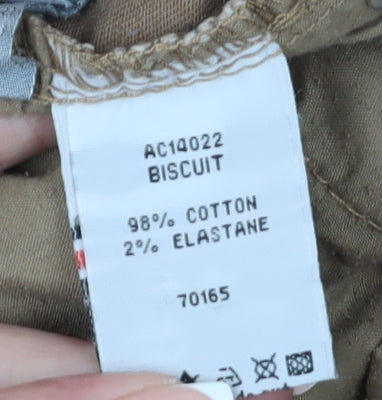 AC14022
BISCUIT
98% COTTON
2% ELASTANE
70165